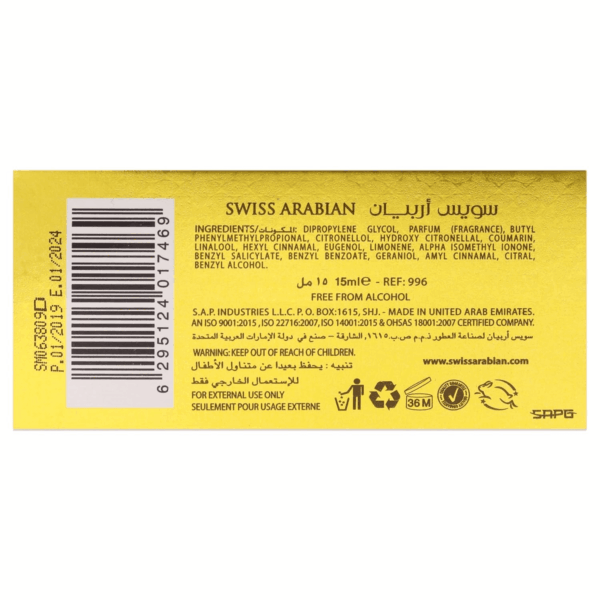 SWISS ARABIAN سويس أربيان
INGREDIENTS/المكونات: DIPROPYLENE GLYCOL, PARFUM (FRAGRANCE), BUTYL
PHENYLMETHYLPROPIONAL, CITRONELLOL, HYDROXY CITRONELLAL, COUMARIN,
LINALOOL, HEXYL CINNAMAL, EUGENOL, LIMONENE, ALPHA ISOMETHYL IONONE,
BENZYL SALICYLATE, BENZYL BENZOATE, GERANIOL, AMYL CINNAMAL, CITRAL,
BENZYL ALCOHOL.
١٥ مل 15ml℮ - REF: 996
FREE FROM ALCOHOL
S.A.P. INDUSTRIES L.L.C. P. O. BOX:1615, SHJ. - MADE IN UNITED ARAB EMIRATES.
AN ISO 9001:2015 , ISO 22716:2007, ISO 14001:2015 & OHSAS 18001:2007 CERTIFIED COMPANY.
سويس أربيان لصناعة العطور ذ.م.م ص.ب. ١٦١٥، الشارقة – صنع في دولة الإمارات العربية المتحدة
WARNING: KEEP OUT OF REACH OF CHILDREN.
تنبيه : يحفظ بعيدا عن متناول الأطفال
للإستعمال الخارجي فقط
FOR EXTERNAL USE ONLY
SEULEMENT POUR USAGE EXTERNE
www.swissarabian.com
36 M
SAPG
6 295124 017469
SM063809D
P.01/2019 E.01/2024